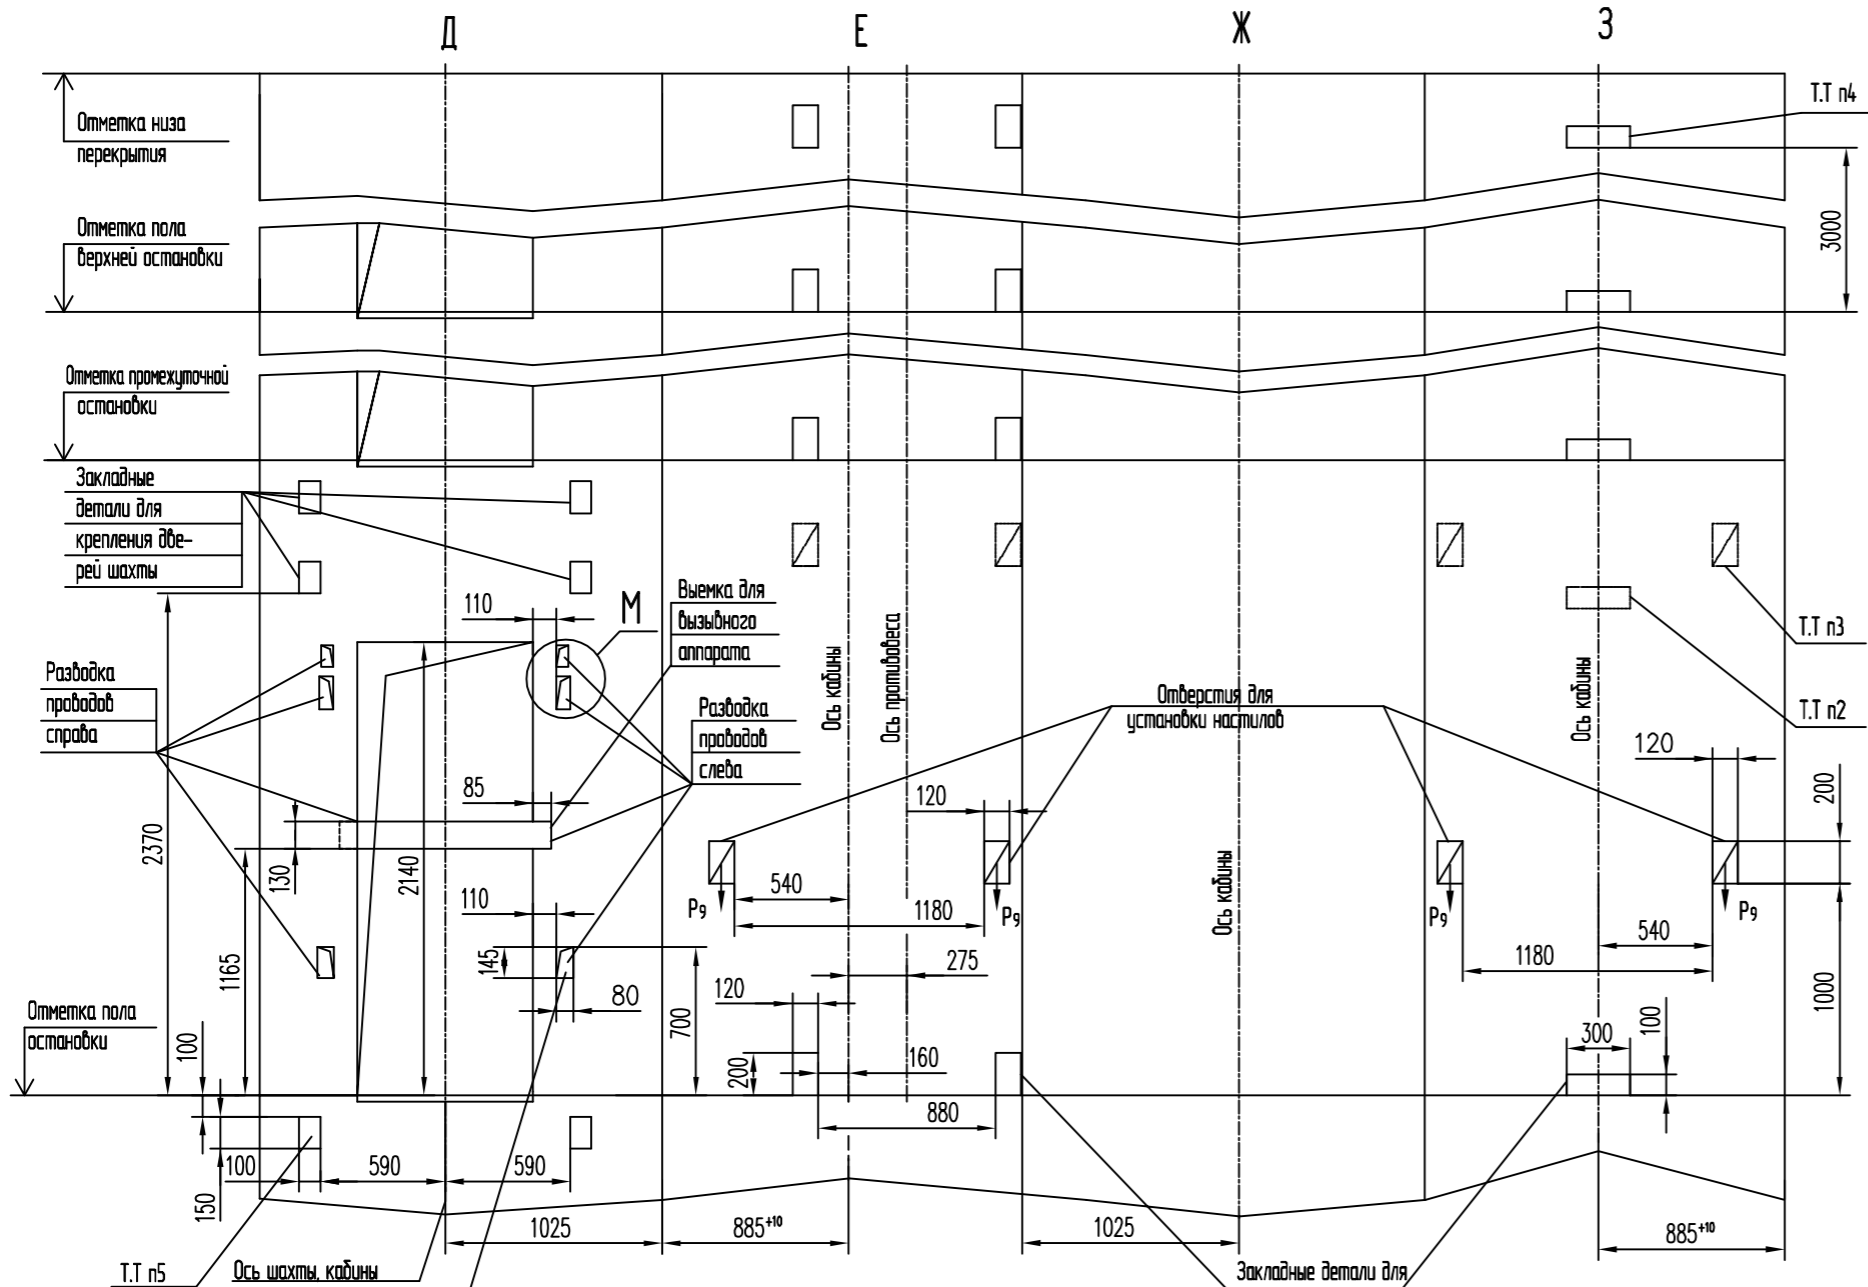 Д
Е
Ж
З
Т.Т п4
Отметка низа
перекрытия
Отметка пола
верхней остановки
3000
Отметка промежуточной
остановки
Закладные
детали для
крепления две-
рей шахты
110
М
Выемка для
вызывного
аппарата
Ось кабины
Ось противовеса
Ось кабины
Т.Т п3
Т.Т п2
Разводка
проводов
справа
Разводка
проводов
слева
Отверстия для
установки настилов
120
200
85
120
2370
130
2140
Ось кабины
540
1180
Р9
Р9
Р9
Р9
110
540
1180
1165
145
80
700
275
120
1000
Отметка пола
остановки
100
200
160
300
100
880
100
590
590
150
1025
885+10
1025
885+10
Т.Т п5
Ось шахты, кабины
Закладные детали для